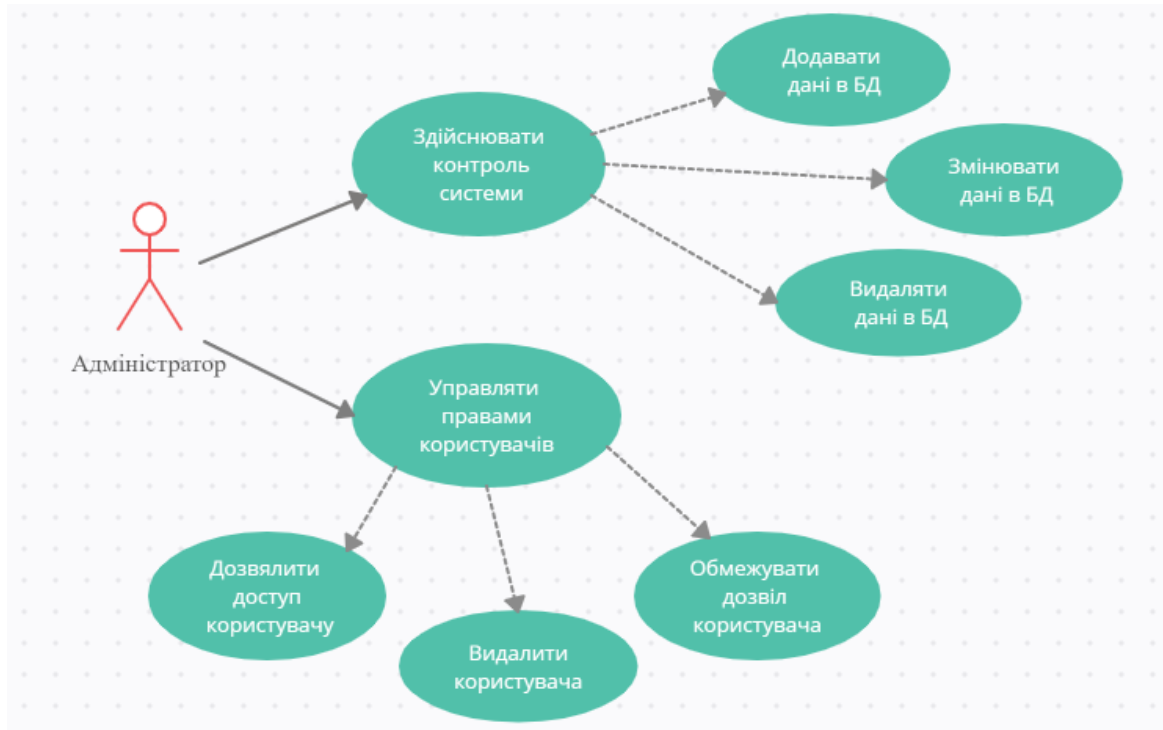 Додавати
дані в БД
Здійснювати
контроль
системи
Змінювати
дані в БД
Видаляти
дані в БД
Адміністратор
Управляти
правами
користувачів
Дозвялити
доступ
користувачу
Видалити
користувача
Обмежувати
дозвіл
користувача